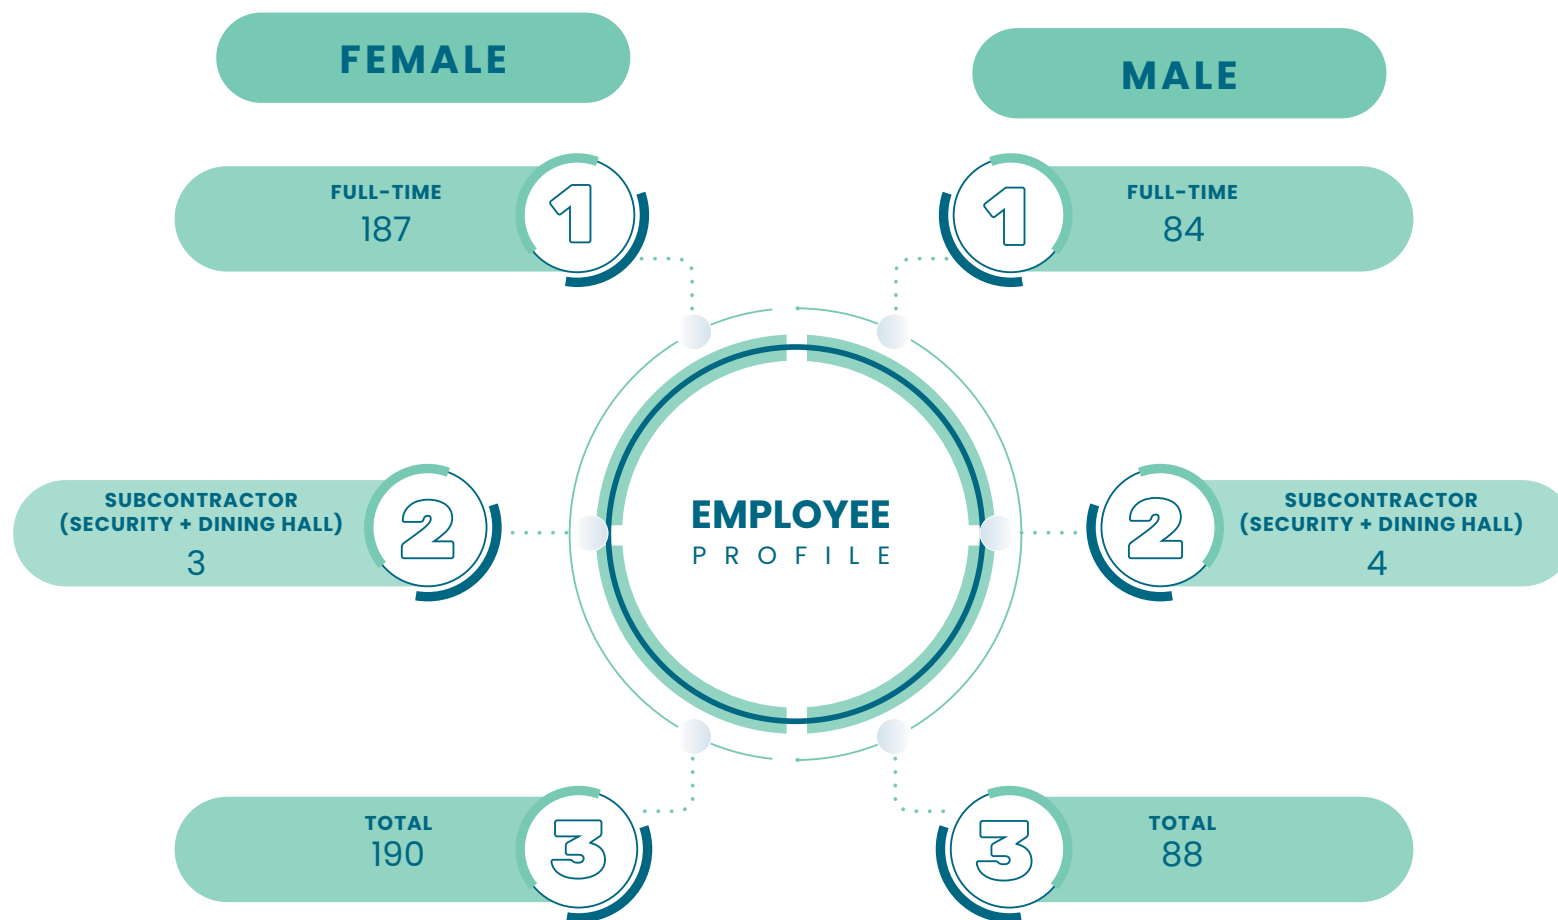 FEMALE
MALE
FULL-TIME
187
1
1
FULL-TIME
84
SUBCONTRACTOR
(SECURITY + DINING HALL)
3
2
EMPLOYEE
PROFILE
2
SUBCONTRACTOR
(SECURITY + DINING HALL)
4
TOTAL
190
3
3
TOTAL
88